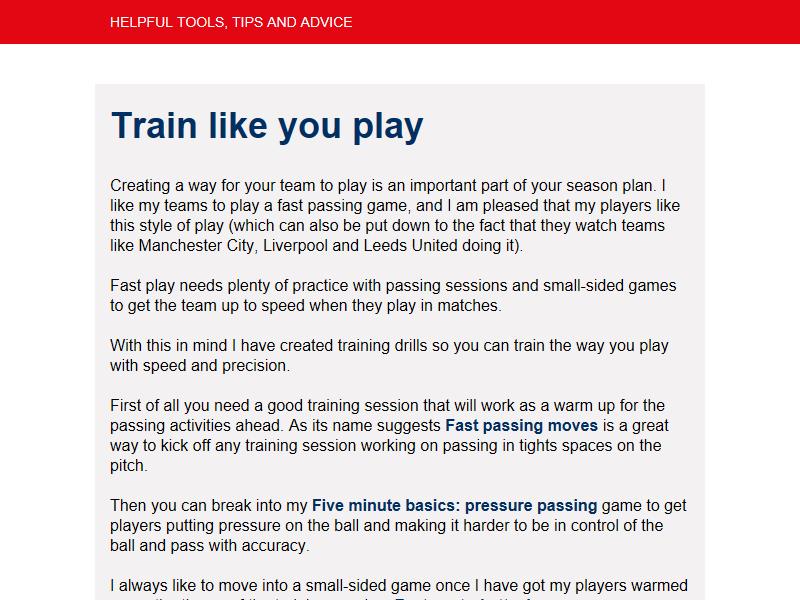 HELPFUL TOOLS, TIPS AND ADVICE
Train like you play
Creating a way for your team to play is an important part of your season plan. I
like my teams to play a fast passing game, and I am pleased that my players like
this style of play (which can also be put down to the fact that they watch teams
like Manchester City, Liverpool and Leeds United doing it).
Fast play needs plenty of practice with passing sessions and small-sided games
to get the team up to speed when they play in matches.
With this in mind I have created training drills so you can train the way you play
with speed and precision.
First of all you need a good training session that will work as a warm up for the
passing activities ahead. As its name suggests Fast passing moves is a great
way to kick off any training session working on passing in tights spaces on the
pitch.
Then you can break into my Five minute basics: pressure passing game to get
players putting pressure on the ball and making it harder to be in control of the
ball and pass with accuracy.
I always like to move into a small-sided game once I have got my players warmed